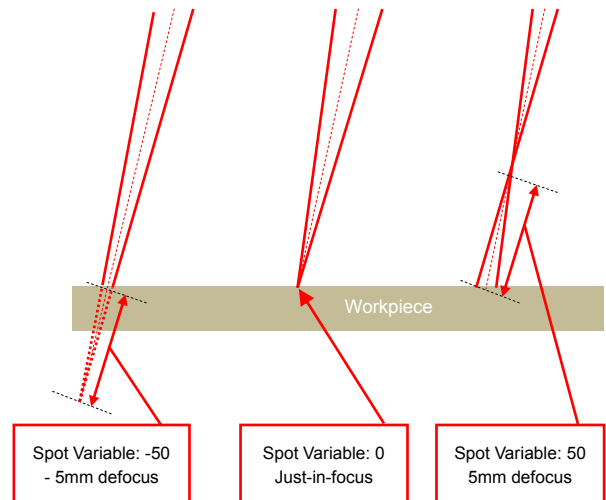 Workpiece
Spot Variable: -50
- 5mm defocus
Spot Variable: 0
Just-in-focus
Spot Variable: 50
5mm defocus